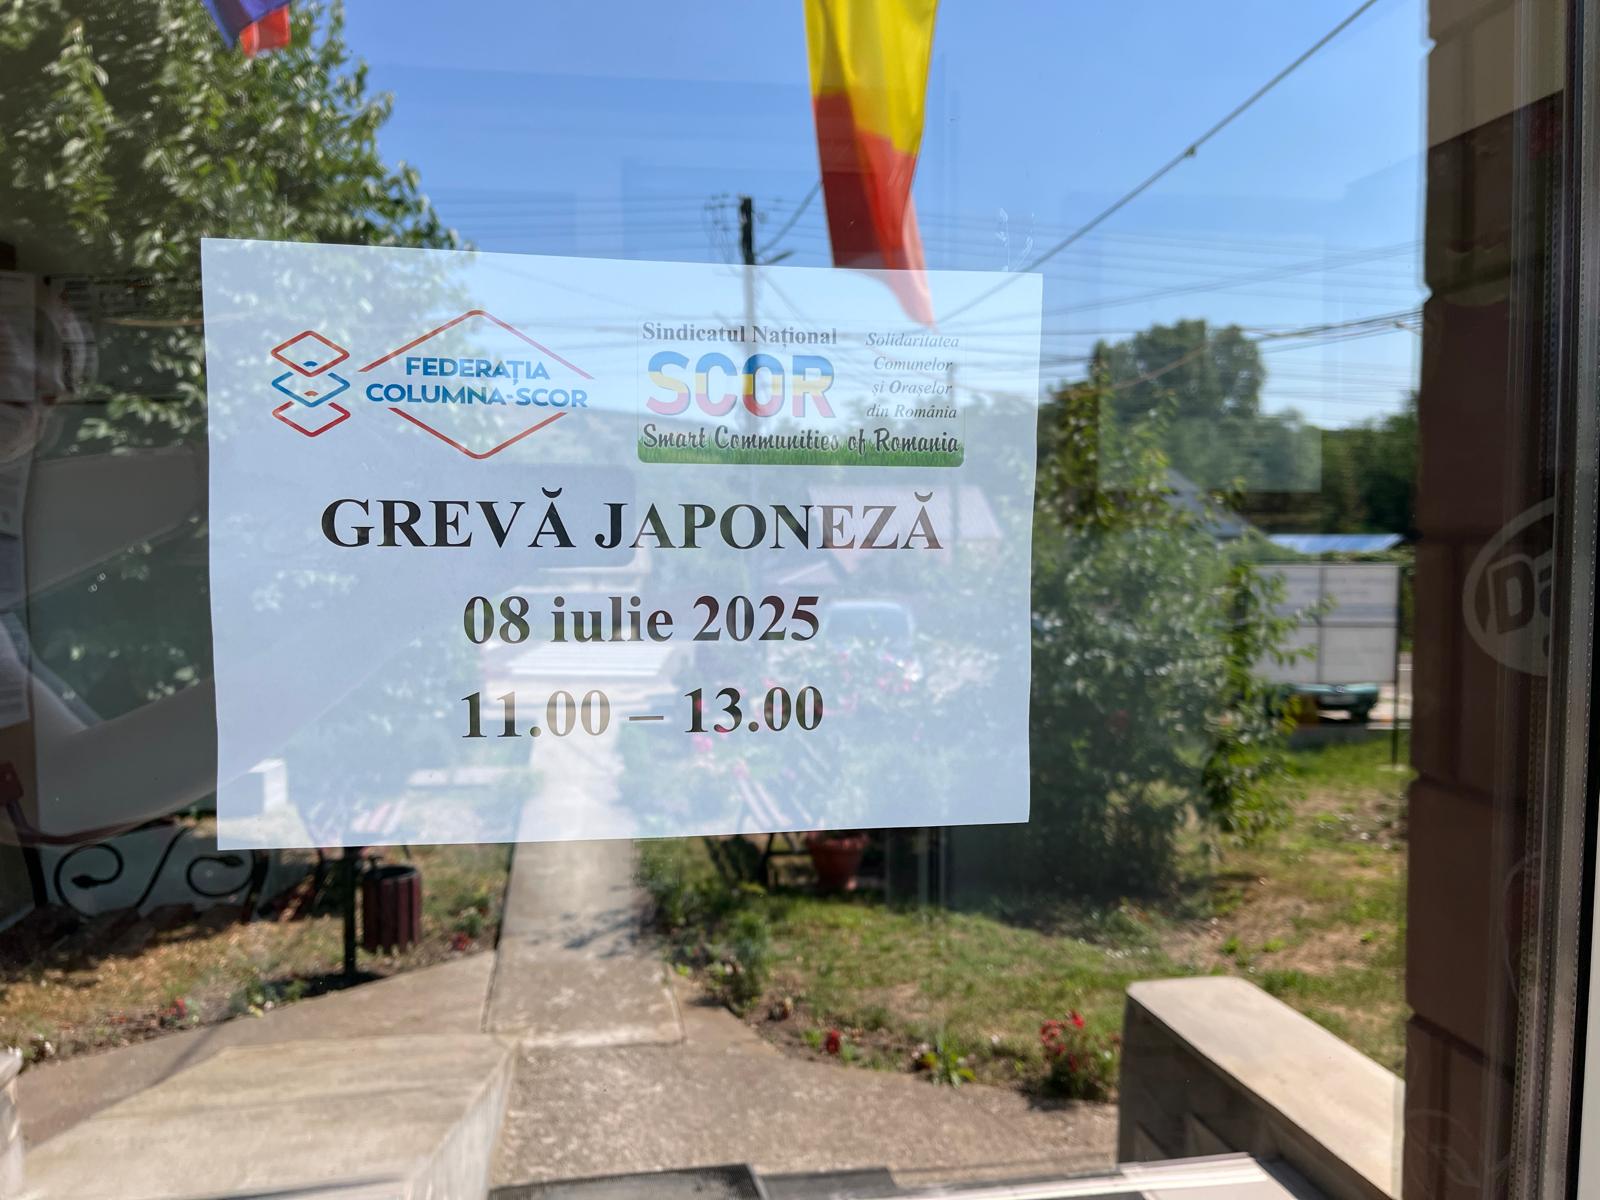 FEDERAȚIA
COLUMNA-SCOR
Sindicatul Național
SCOR
Solidaritatea
Comunelor
și Orașelor
din România
Smart Communities of Romania
GREVĂ JAPONEZĂ
08 iulie 2025
11.00 – 13.00